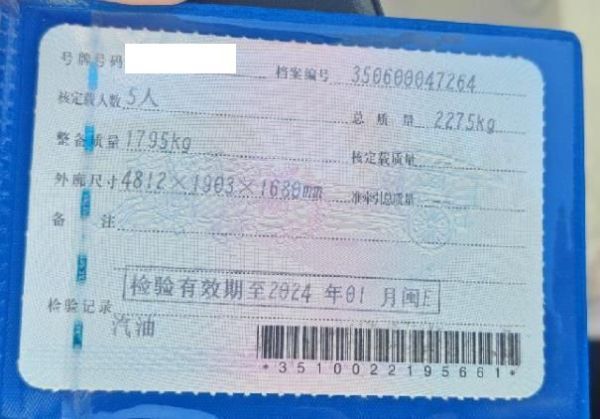 号牌号码
档案编号 350600047264
核定载人数 5人
总质量 2275kg
整备质量 1795kg
核定载质量
外廓尺寸 4812×1903×1680mm
准牵引总质量
备注
检验有效期至2024年01月闽E
检验记录
汽油
*3510022195661*